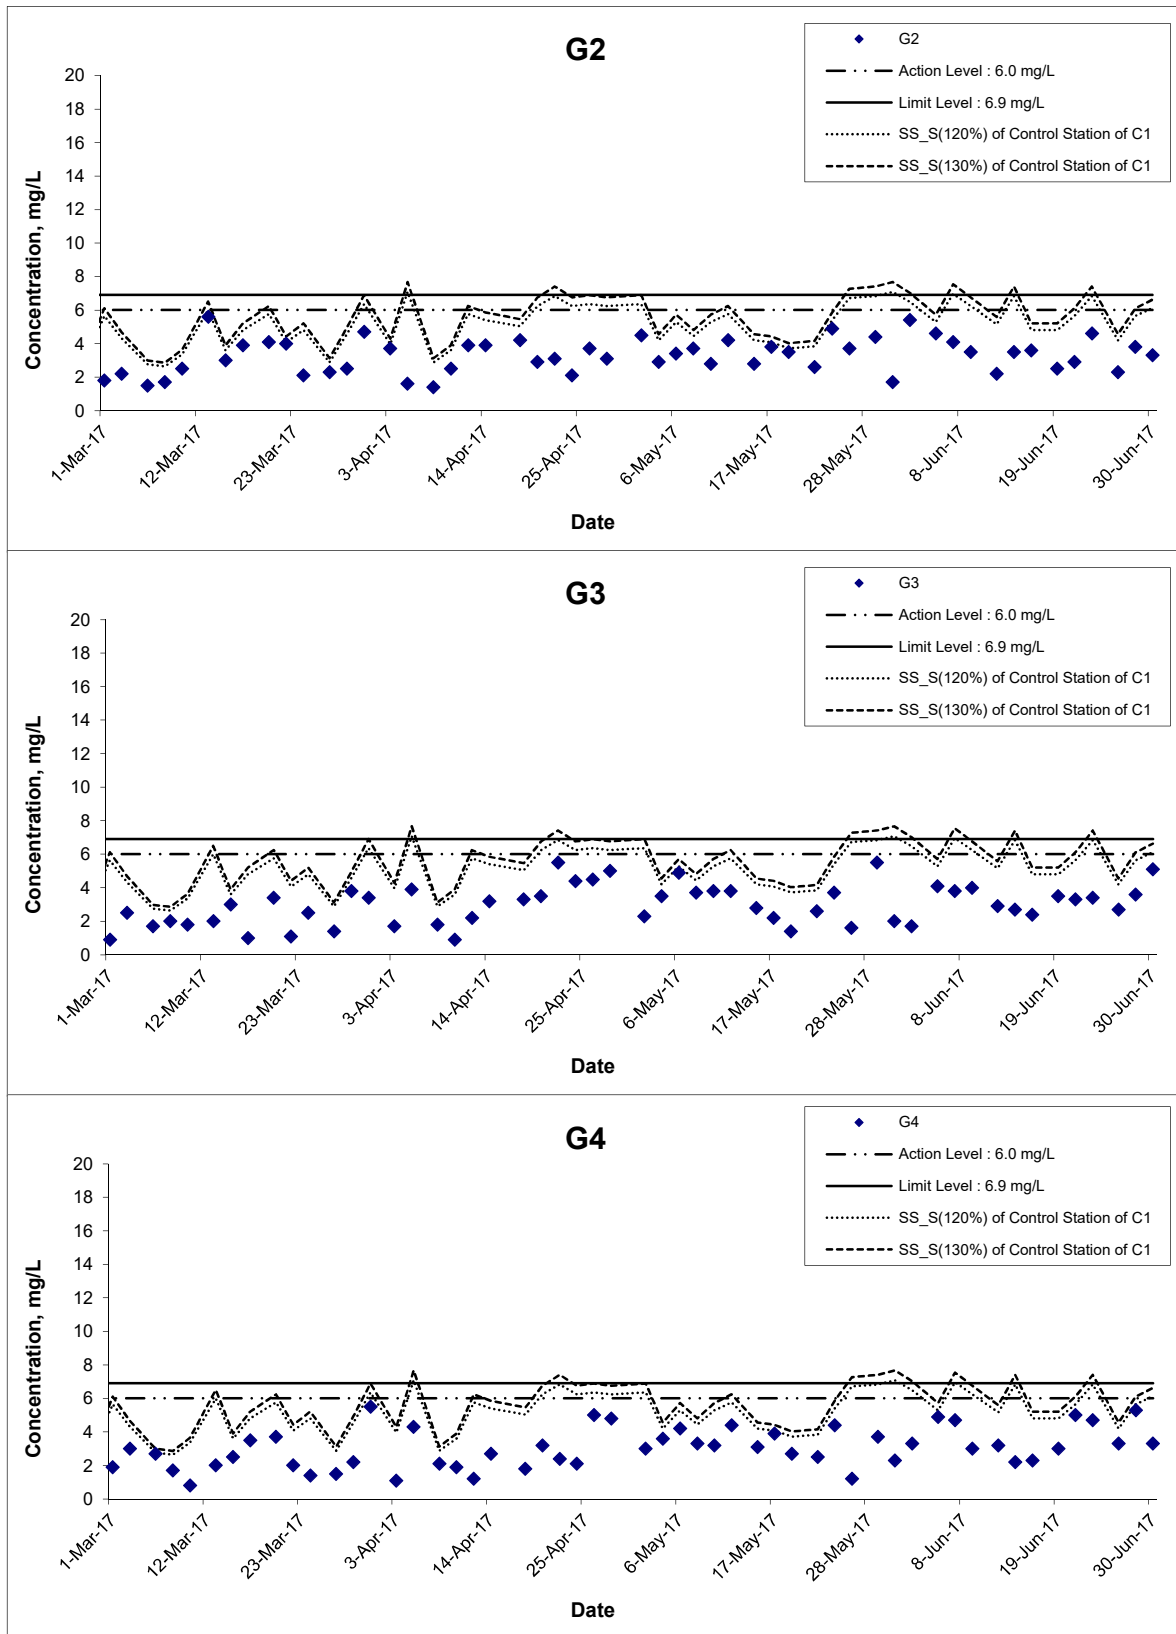 G2
G2
Action Level : 6.0 mg/L
Limit Level : 6.9 mg/L
SS_S(120%) of Control Station of C1
SS_S(130%) of Control Station of C1
Concentration, mg/L
20
18
16
14
12
10
8
6
4
2
0
1-Mar-17
12-Mar-17
23-Mar-17
3-Apr-17
14-Apr-17
25-Apr-17
6-May-17
17-May-17
28-May-17
8-Jun-17
19-Jun-17
30-Jun-17
Date
G3
G3
Action Level : 6.0 mg/L
Limit Level : 6.9 mg/L
SS_S(120%) of Control Station of C1
SS_S(130%) of Control Station of C1
Concentration, mg/L
20
18
16
14
12
10
8
6
4
2
0
1-Mar-17
12-Mar-17
23-Mar-17
3-Apr-17
14-Apr-17
25-Apr-17
6-May-17
17-May-17
28-May-17
8-Jun-17
19-Jun-17
30-Jun-17
Date
G4
G4
Action Level : 6.0 mg/L
Limit Level : 6.9 mg/L
SS_S(120%) of Control Station of C1
SS_S(130%) of Control Station of C1
Concentration, mg/L
20
18
16
14
12
10
8
6
4
2
0
1-Mar-17
12-Mar-17
23-Mar-17
3-Apr-17
14-Apr-17
25-Apr-17
6-May-17
17-May-17
28-May-17
8-Jun-17
19-Jun-17
30-Jun-17
Date